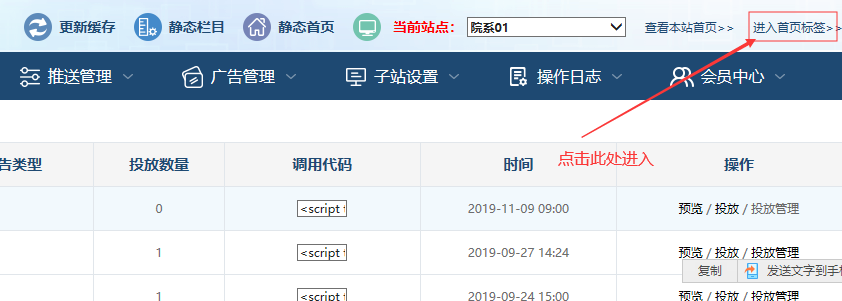 更新缓存 静态栏目 静态首页 当前站点： 院系01 查看本站首页>> 进入首页标签>>
推送管理 广告管理 子站设置 操作日志 会员中心
点击此处进入
告类型 投放数量 调用代码 时间 操作
0 <script t 2019-11-09 09:00 预览 / 投放 / 投放管理
1 <script t 2019-09-27 14:24 预览 / 投放 / 投放管理
复制 发送文字到手机
1 <script t 2019-09-24 15:00 预览 / 投放 / 投放管理